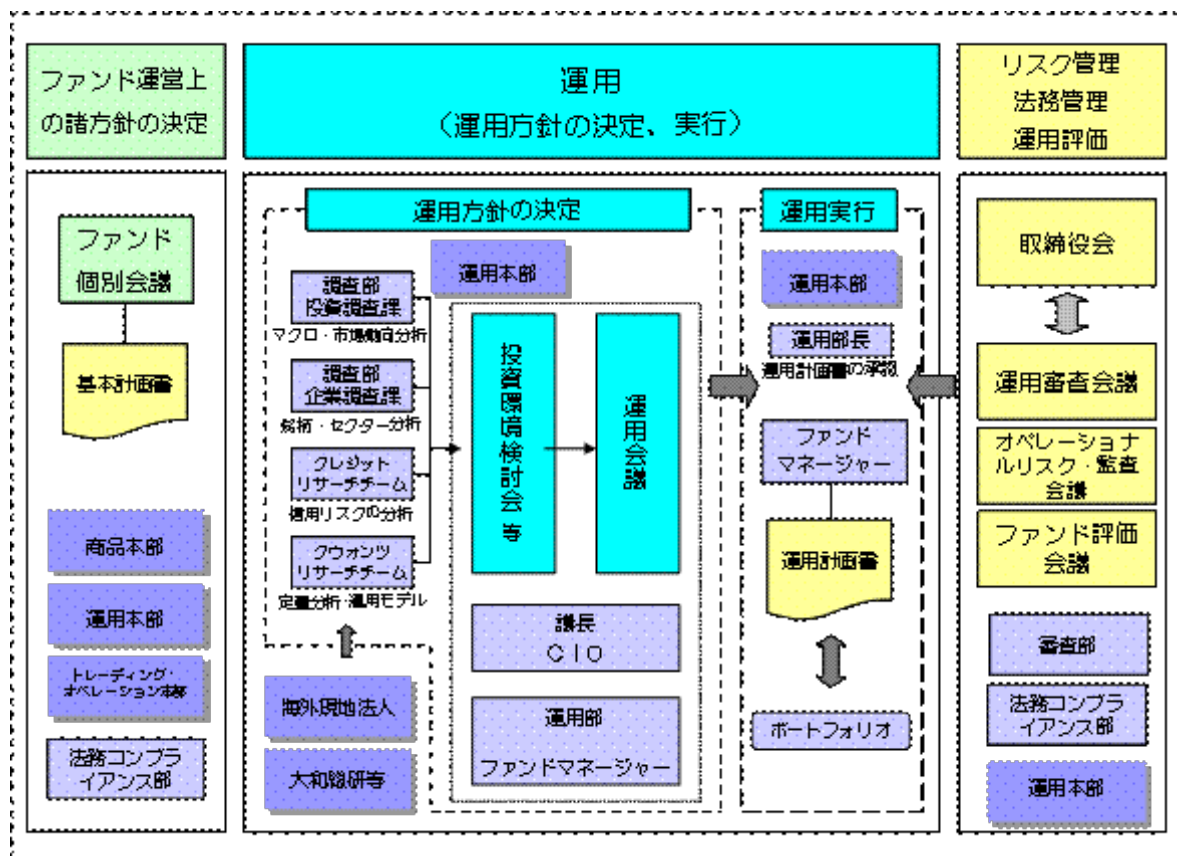 ファンド運営上
の諸方針の決定
運用
(運用方針の決定、実行)
リスク管理
法務管理
運用評価
ファンド
個別会議
基本計画書
商品本部
運用本部
トレーディング・
オペレーション本部
法務コンプラ
イアンス部
運用方針の決定
運用本部
調査部
投資調査課
マクロ・市場動向分析
調査部
企業調査課
銘柄・セクター分析
クレジット
リサーチチーム
信用リスクの分析
クウォンツ
リサーチチーム
定量分析・運用モデル
海外現地法人
大和総研等
投資環境検討会 等
運用会議
議長
CIO
運用部
ファンドマネージャー
運用実行
運用本部
運用部長
運用計画書の承認
ファンド
マネージャー
運用計画書
ポートフォリオ
取締役会
運用審査会議
オペレーショナ
ルリスク・監査
会議
ファンド評価
会議
審査部
法務コンプラ
イアンス部
運用本部